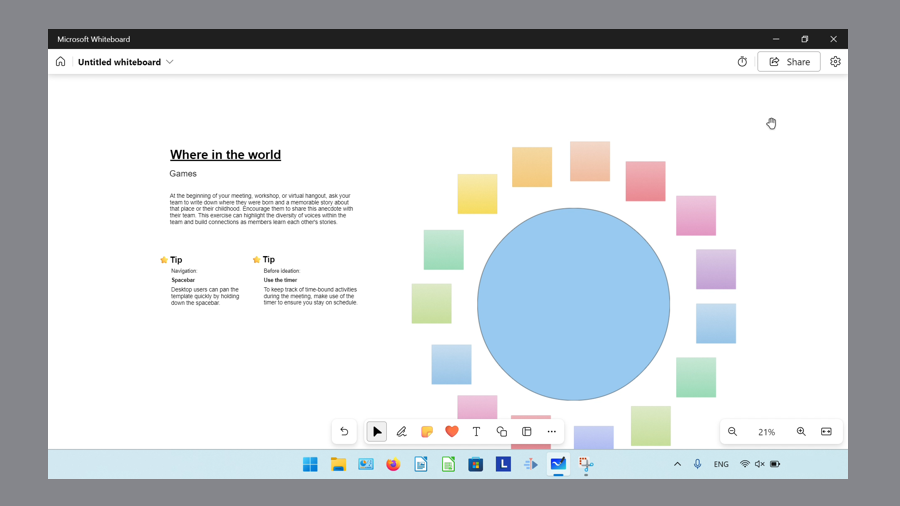 Microsoft Whiteboard
Untitled whiteboard
Share
Where in the world
Games
At the beginning of your meeting, workshop, or virtual hangout, ask your
team to write down where they were born and a memorable story about
that place or their childhood. Encourage them to share this anecdote with
their team. This exercise can highlight the diversity of voices within the
team and build connections as members learn each other's stories.
Tip
Navigation:
Spacebar
Desktop users can pan the
template quickly by holding
down the spacebar.
Tip
Before ideation:
Use the timer
To keep track of time-bound activities
during the meeting, make use of the
timer to ensure you stay on schedule.
21%
L
ENG